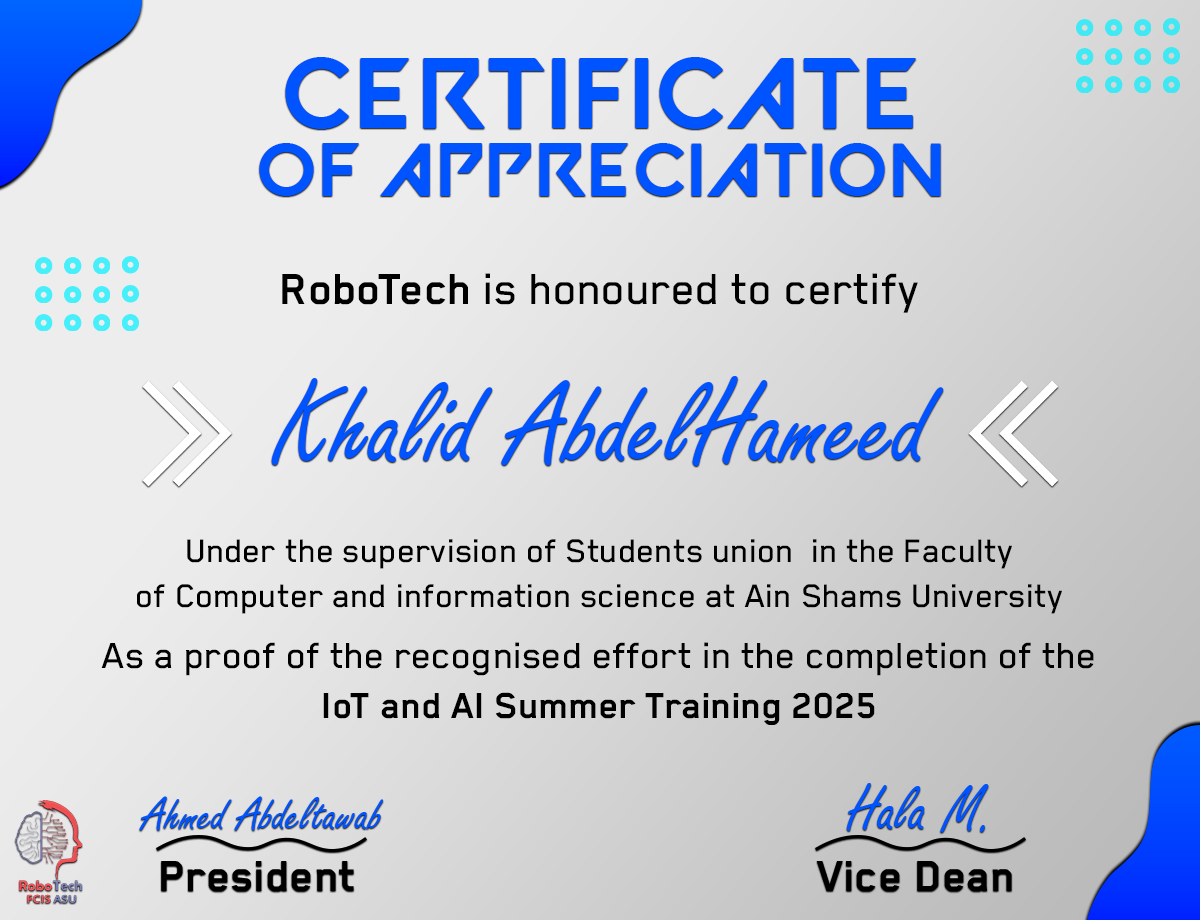 CERTIFICATE
OF APPRECIATION
RoboTech is honoured to certify
Khalid AbdelHameed
Under the supervision of Students union in the Faculty
of Computer and information science at Ain Shams University
As a proof of the recognised effort in the completion of the
IoT and AI Summer Training 2025
Ahmed Abdeltawab
President
Hala M.
Vice Dean
RoboTech
FCIS ASU